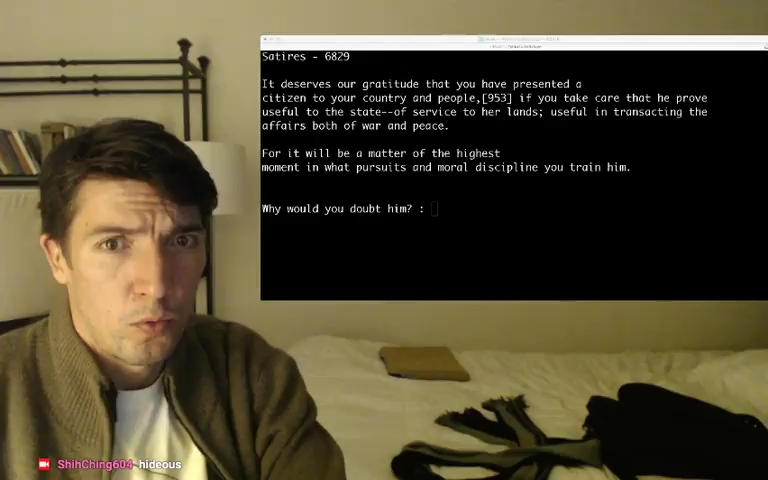 Satires - 6829
It deserves our gratitude that you have presented a
citizen to your country and people,[953] if you take care that he prove
useful to the state--of service to her lands; useful in transacting the
affairs both of war and peace.
For it will be a matter of the highest
moment in what pursuits and moral discipline you train him.
Why would you doubt him? :
ShihChing604 hideous